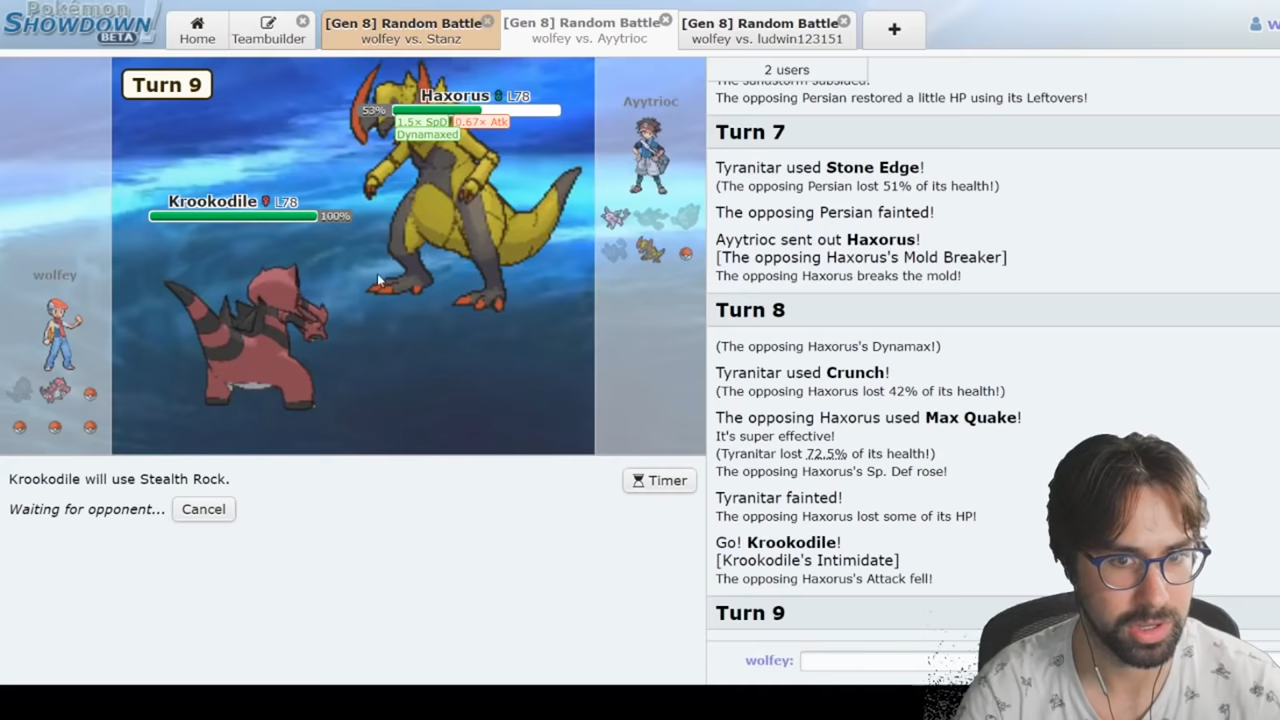 Pokémon
SHOWDOWN
BETA
Home
Teambuilder
[Gen 8] Random Battle
wolfey vs. Stanz
[Gen 8] Random Battle
wolfey vs. Ayytrioc
[Gen 8] Random Battle
wolfey vs. ludwin123151
+
w
Turn 9
Haxorus L78
53%
1.5× SpD 0.67× Atk
Dynamaxed
Krookodile L78
100%
wolfey
Ayytrioc
Krookodile will use Stealth Rock.
Waiting for opponent... Cancel
Timer
2 users
The sandstorm subsided.
The opposing Persian restored a little HP using its Leftovers!
Turn 7
Tyranitar used Stone Edge!
(The opposing Persian lost 51% of its health!)
The opposing Persian fainted!
Ayytrioc sent out Haxorus!
[The opposing Haxorus's Mold Breaker]
The opposing Haxorus breaks the mold!
Turn 8
(The opposing Haxorus's Dynamax!)
Tyranitar used Crunch!
(The opposing Haxorus lost 42% of its health!)
The opposing Haxorus used Max Quake!
It's super effective!
(Tyranitar lost 72.5% of its health!)
The opposing Haxorus's Sp. Def rose!
Tyranitar fainted!
The opposing Haxorus lost some of its HP!
Go! Krookodile!
[Krookodile's Intimidate]
The opposing Haxorus's Attack fell!
Turn 9
wolfey: